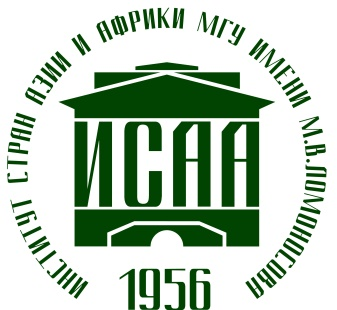 ИНСТИТУТ СТРАН АЗИИ И АФРИКИ МГУ ИМЕНИ М.В.ЛОМОНОСОВА
ИСАА
1956